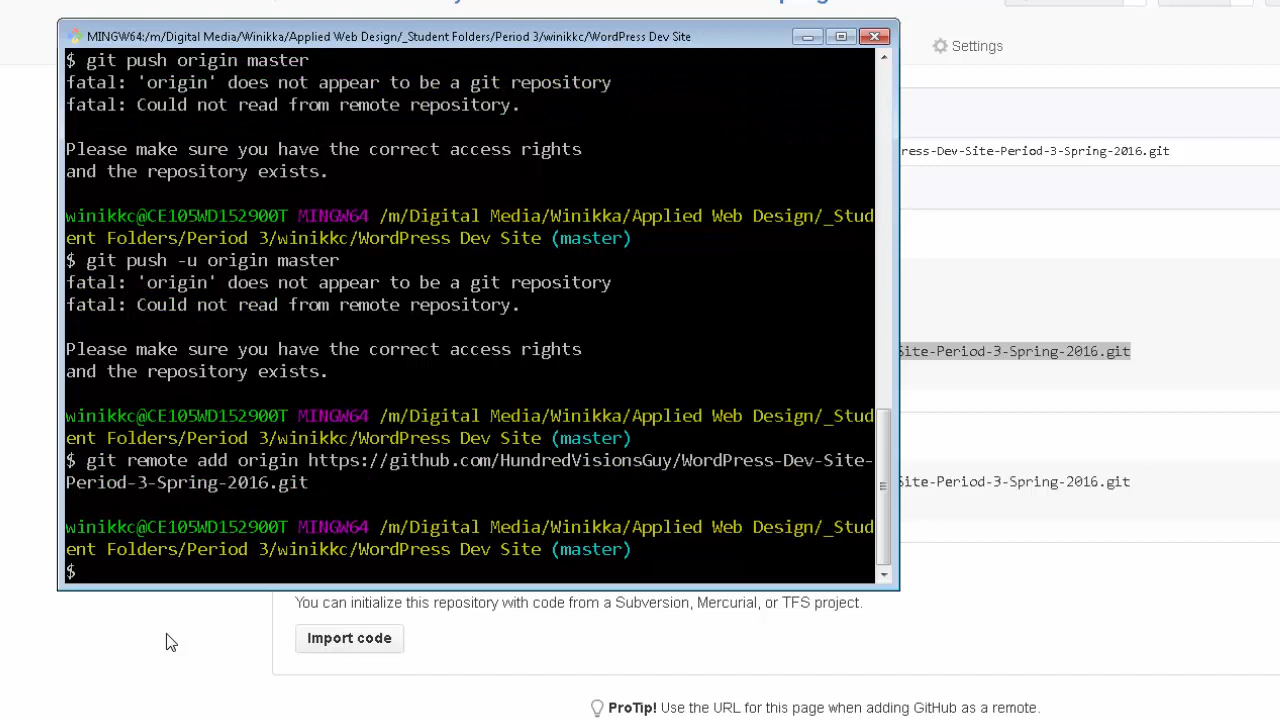 MINGW64:/m/Digital Media/Winikka/Applied Web Design/_Student Folders/Period 3/winikkc/WordPress Dev Site
Settings
$ git push origin master
fatal: 'origin' does not appear to be a git repository
fatal: Could not read from remote repository.
Please make sure you have the correct access rights
and the repository exists.
winikkc@CE105WD152900T MINGW64 /m/Digital Media/Winikka/Applied Web Design/_Stud
ent Folders/Period 3/winikkc/WordPress Dev Site (master)
$ git push -u origin master
fatal: 'origin' does not appear to be a git repository
fatal: Could not read from remote repository.
Please make sure you have the correct access rights
and the repository exists.
winikkc@CE105WD152900T MINGW64 /m/Digital Media/Winikka/Applied Web Design/_Stud
ent Folders/Period 3/winikkc/WordPress Dev Site (master)
$ git remote add origin https://github.com/HundredVisionsGuy/WordPress-Dev-Site-
Period-3-Spring-2016.git
winikkc@CE105WD152900T MINGW64 /m/Digital Media/Winikka/Applied Web Design/_Stud
ent Folders/Period 3/winikkc/WordPress Dev Site (master)
$
ress-Dev-Site-Period-3-Spring-2016.git
Site-Period-3-Spring-2016.git
Site-Period-3-Spring-2016.git
You can initialize this repository with code from a Subversion, Mercurial, or TFS project.
Import code
ProTip! Use the URL for this page when adding GitHub as a remote.